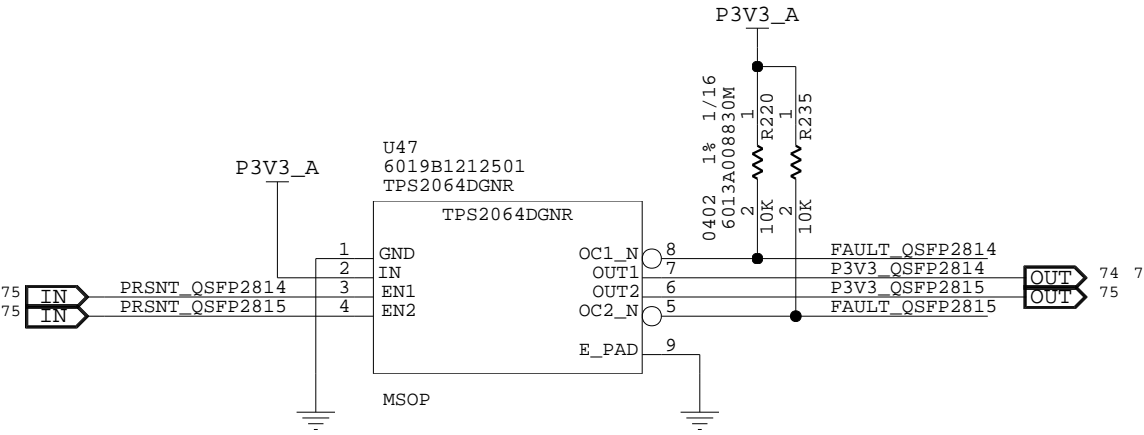 P3V3_A
0402 1% 1/16
6013A008830M
1 R220
1 R235
2 10K
2 10K
U47
6019B1212501
TPS2064DGNR
P3V3_A
TPS2064DGNR
1 GND OC1_N 8 FAULT_QSFP2814
2 IN OUT1 7 P3V3_QSFP2814 OUT 74 7
75 IN PRSNT_QSFP2814 3 EN1 OUT2 6 P3V3_QSFP2815 OUT 75
75 IN PRSNT_QSFP2815 4 EN2 OC2_N 5 FAULT_QSFP2815
E_PAD 9
MSOP